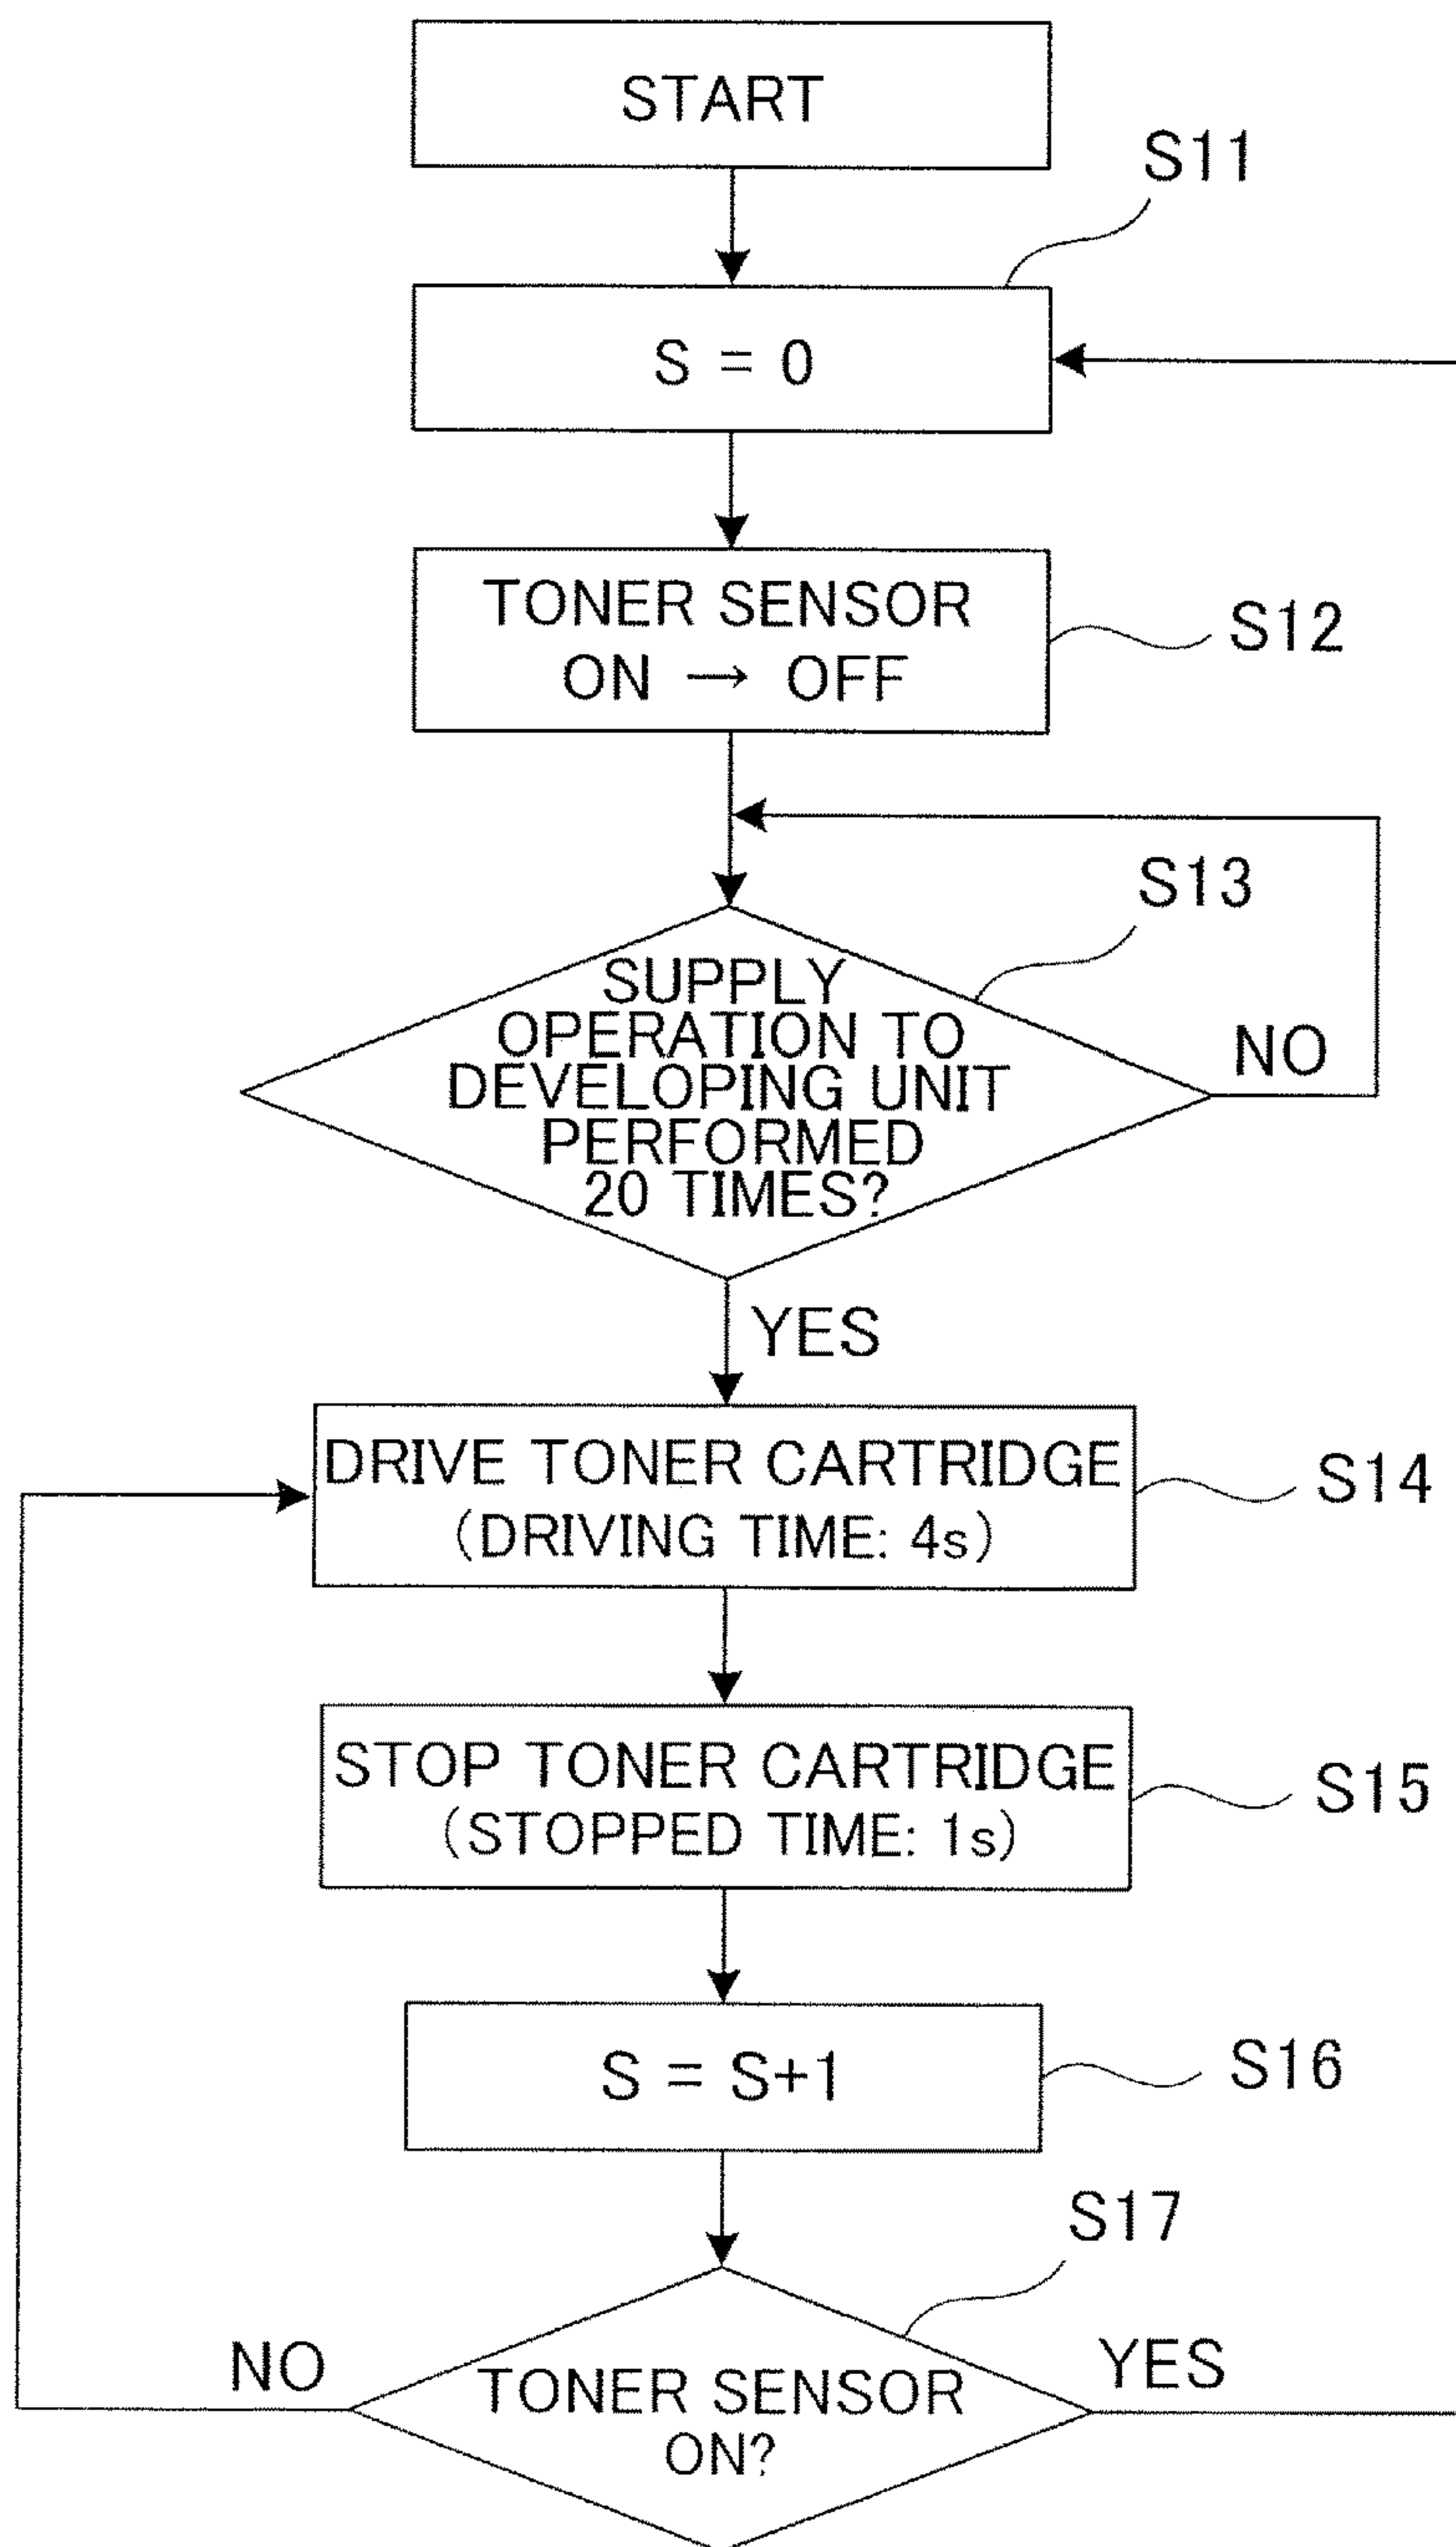 START
S11
S = 0
TONER SENSOR
ON → OFF
S12
S13
SUPPLY
OPERATION TO
DEVELOPING UNIT
PERFORMED
20 TIMES?
NO
YES
DRIVE TONER CARTRIDGE
(DRIVING TIME: 4s)
S14
STOP TONER CARTRIDGE
(STOPPED TIME: 1s)
S15
S = S+1
S16
S17
NO
TONER SENSOR
ON?
YES